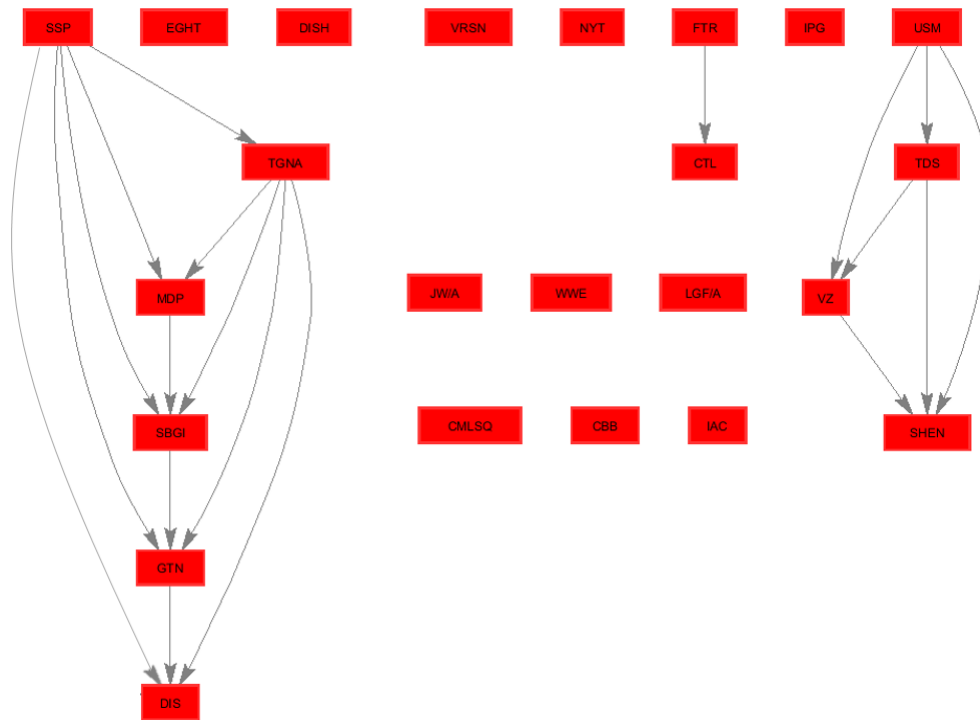 SSP EGHT DISH VRSN NYT FTR IPG USM
TGNA CTL TDS
MDP JW/A WWE LGF/A VZ
SBGI CMLSQ CBB IAC SHEN
GTN
DIS